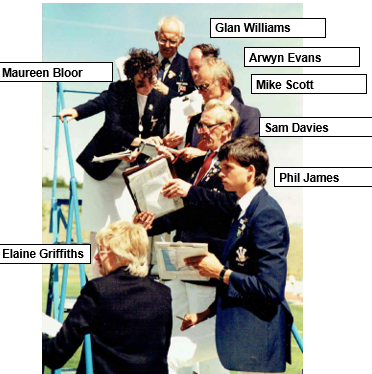 Glan Williams
Arwyn Evans
Maureen Bloor
Mike Scott
Sam Davies
Phil James
Elaine Griffiths